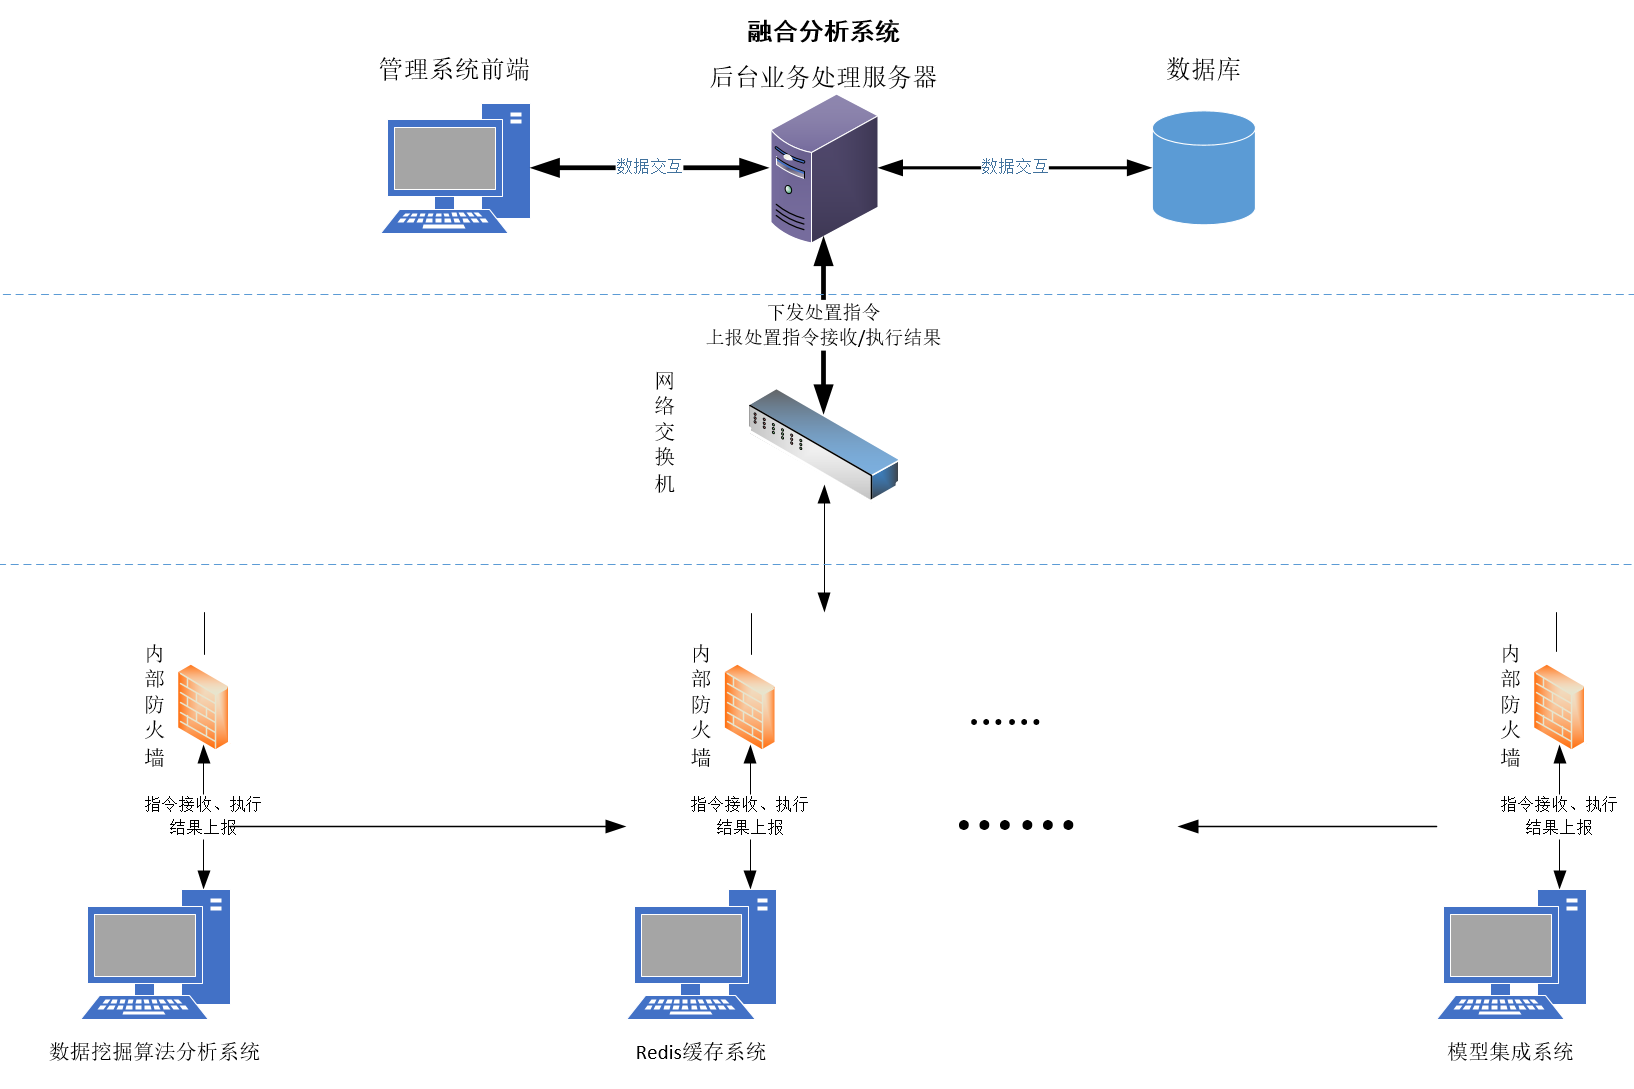 融合分析系统
管理系统前端
后台业务处理服务器
数据库
数据交互
数据交互
下发处置指令
上报处置指令接收/执行结果
网络交换机
内部防火墙
内部防火墙
内部防火墙
......
指令接收、执行
结果上报
指令接收、执行
结果上报
......
指令接收、执行
结果上报
数据挖掘算法分析系统
Redis缓存系统
模型集成系统